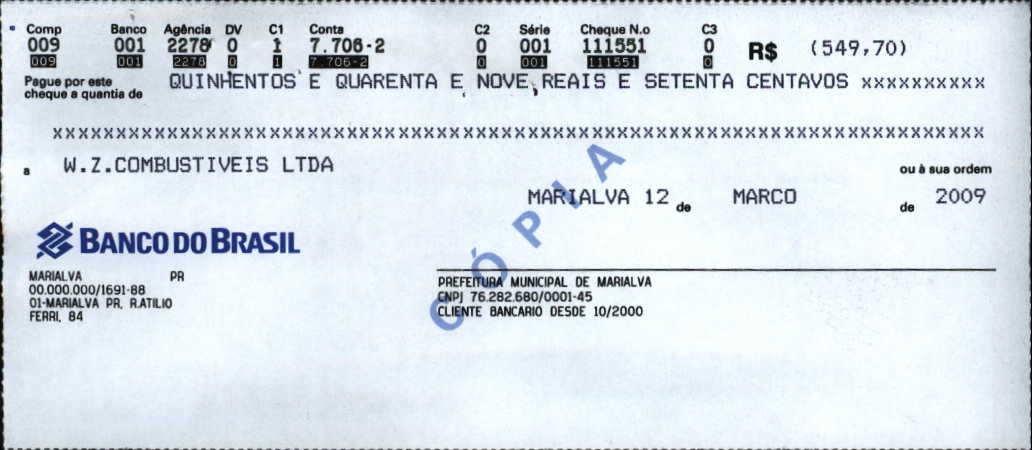 Comp Banco Agência DV C1 Conta C2 Série Cheque N.o C3
009 001 2278 0 1 7.706-2 0 001 111551 0 R$ (549,70)
009 001 2278 0 1 7.706-2 0 001 111551 0
Pague por este
cheque a quantia de QUINHENTOS E QUARENTA E NOVE REAIS E SETENTA CENTAVOS xxxxxxxxxx
xxxxxxxxxxxxxxxxxxxxxxxxxxxxxxxxxxxxxxxxxxxxxxxxxxxxxxxxxxxxxxxxxxxxxxxxx
a W.Z.COMBUSTIVEIS LTDA ou à sua ordem
MARIALVA 12 de MARCO de 2009
CÓPIA
BANCO DO BRASIL
MARIALVA PR
00.000.000/1691-88
01-MARIALVA PR. R.ATILIO
FERRI, 84
PREFEITURA MUNICIPAL DE MARIALVA
CNPJ 76.282.680/0001-45
CLIENTE BANCARIO DESDE 10/2000